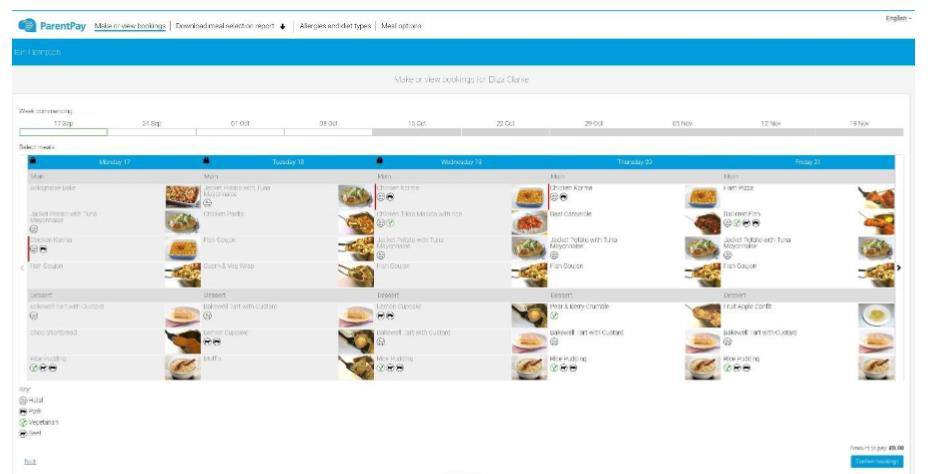 English
ParentPay
Make or view bookings
Download meal selection report
Allergies and diet types
Meal options
Make or view bookings for Eliza Clarke
Week commencing
17 Sep
24 Sep
01 Oct
08 Oct
15 Oct
22 Oct
29 Oct
05 Nov
12 Nov
19 Nov
Select meals
Monday 17
Tuesday 18
Wednesday 19
Thursday 20
Friday 21
Main
Main
Main
Main
Main
Bolognaise Bake
Jacket Potato with Tuna
Mayonnaise
Chicken Korma
Chicken Korma
Ham Pizza
Jacket Potato with Tuna
Mayonnaise
Chicken Paella
Chicken Tikka Masala with rice
Beef Casserole
Battered Fish
Chicken Korma
Fish Goujon
Jacket Potato with Tuna
Mayonnaise
Jacket Potato with Tuna
Mayonnaise
Jacket Potato with Tuna
Mayonnaise
Fish Goujon
Quorn & Veg Wrap
Fish Goujon
Fish Goujon
Fish Goujon
Dessert
Dessert
Dessert
Dessert
Dessert
Bakewell Tart with Custard
Bakewell Tart with Custard
Lemon Cupcake
Pear & Berry Crumble
Fruit Apple Confit
Choc Shortbread
Lemon Cupcake
Bakewell Tart with Custard
Bakewell Tart with Custard
Bakewell Tart with Custard
Rice Pudding
Muffin
Rice Pudding
Rice Pudding
Rice Pudding
Key:
Halal
Pork
Vegetarian
Beef
Amount to pay: £0.00
Back
Confirm bookings